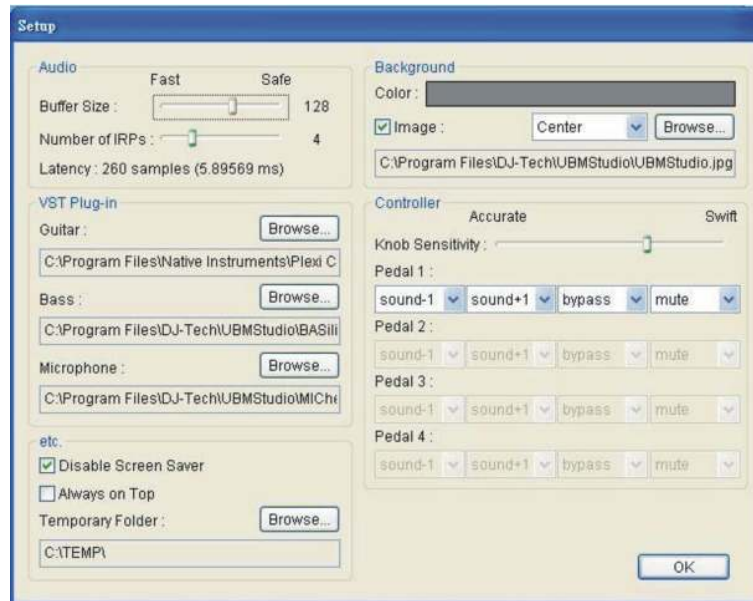 Setup
Audio
Fast Safe
Buffer Size : 128
Number of IRPs : 4
Latency : 260 samples (5.89569 ms)
VST Plug-in
Guitar : Browse...
C:\Program Files\Native Instruments\Plexi C
Bass : Browse...
C:\Program Files\DJ-Tech\UBMStudio\BASili
Microphone : Browse...
C:\Program Files\DJ-Tech\UBMStudio\MIChe
etc.
Disable Screen Saver
Always on Top
Temporary Folder : Browse...
C:\TEMP\
Background
Color :
Image : Center Browse...
C:\Program Files\DJ-Tech\UBMStudio\UBMStudio.jpg
Controller
Accurate Swift
Knob Sensitivity :
Pedal 1 :
sound-1 sound+1 bypass mute
Pedal 2 :
sound-1 sound+1 bypass mute
Pedal 3 :
sound-1 sound+1 bypass mute
Pedal 4 :
sound-1 sound+1 bypass mute
OK